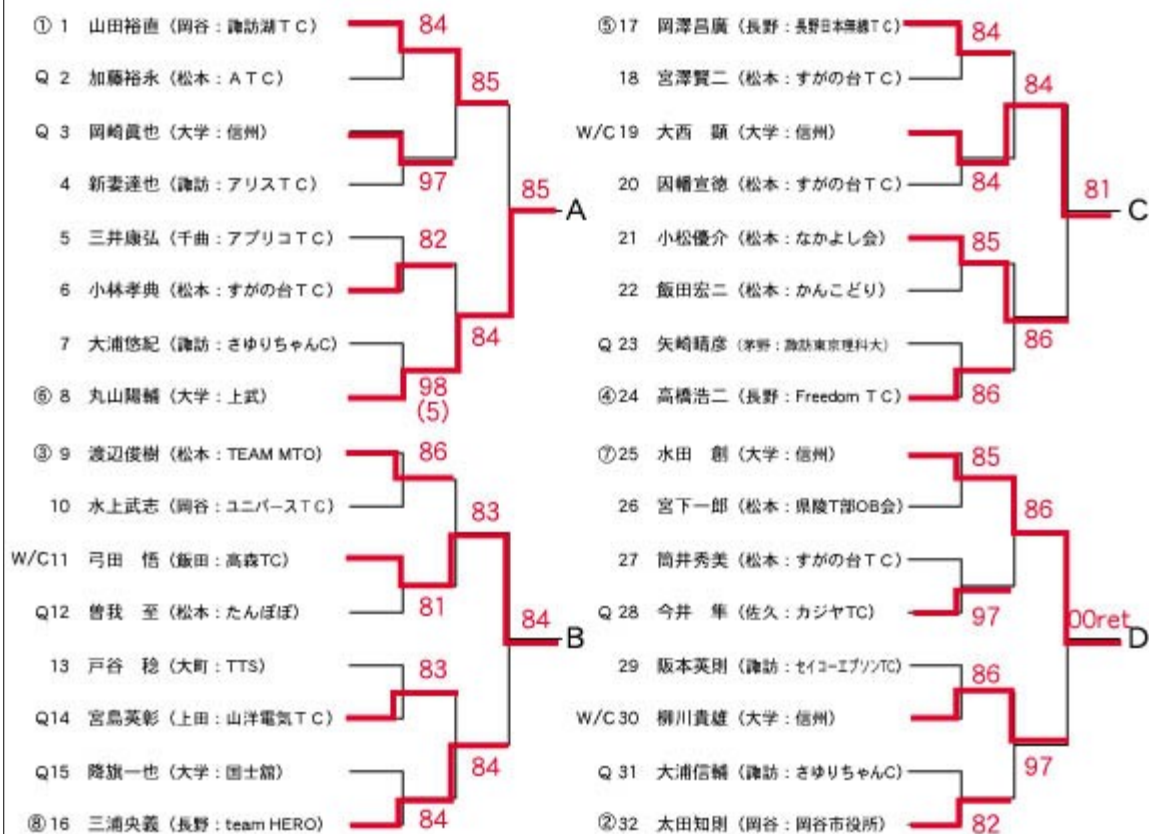 ① 1 山田裕直 (岡谷：諏訪湖TC) 84
Q 2 加藤裕永 (松本：ATC)
85
Q 3 岡崎眞也 (大学：信州)
4 新妻達也 (諏訪：アリスTC) 97
85 A
5 三井康弘 (千曲：アプリコTC) 82
6 小林孝典 (松本：すがの台TC)
7 大浦悠紀 (諏訪：さゆりちゃんC) 84
⑥ 8 丸山陽輔 (大学：上武) 98
(5)
③ 9 渡辺俊樹 (松本：TEAM MTO) 86
10 水上武志 (岡谷：ユニバースTC)
83
W/C11 弓田 悟 (飯田：高森TC)
Q12 曽我 至 (松本：たんぽぽ) 81
84 B
13 戸谷 稔 (大町：TTS) 83
Q14 宮島英彰 (上田：山洋電気TC)
Q15 降旗一也 (大学：国士舘) 84
⑧16 三浦央義 (長野：team HERO) 84
⑤17 岡澤昌廣 (長野：長野日本無線TC) 84
18 宮澤賢二 (松本：すがの台TC)
84
W/C19 大西 顕 (大学：信州)
20 因幡宣徳 (松本：すがの台TC) 84
81 C
21 小松優介 (松本：なかよし会) 85
22 飯田宏二 (松本：かんこどり)
Q 23 矢崎晴彦 (茅野：諏訪東京理科大) 86
④24 高橋浩二 (長野：Freedom TC) 86
⑦25 水田 創 (大学：信州) 85
26 宮下一郎 (松本：県陵T部OB会)
86
27 筒井秀美 (松本：すがの台TC)
Q 28 今井 隼 (佐久：カジヤTC) 97
00ret D
29 阪本英則 (諏訪：セイコーエプソンTC) 86
W/C30 柳川貴雄 (大学：信州)
Q 31 大浦信輔 (諏訪：さゆりちゃんC) 97
②32 太田知則 (岡谷：岡谷市役所) 82